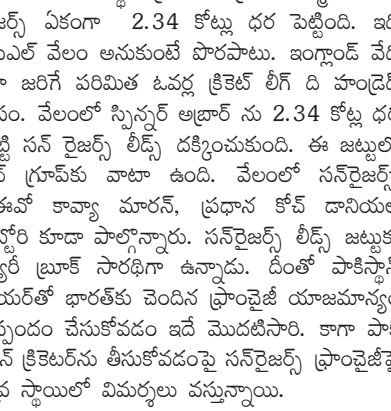 జర్స్ ఏకంగా 2.34 కోట్లు ధర పెట్టింది. ఇది
ఎల్ వేలం అనుకుంటే పొరపాటు. ఇంగ్లాండ్ వేది
ా జరిగే పరిమిత ఓవర్ల క్రికెట్ లీగ్ ది హండ్రెడ్
సం. వేలంలో స్పిన్నర్ అబ్రార్ ను 2.34 కోట్ల ధర
ట్టి సన్ రైజర్స్ లీడ్స్ దక్కించుకుంది. ఈ జట్టులో
గ్రూప్‌కు వాటా ఉంది. వేలంలో సన్‌రైజర్స్
ఈవో కావ్యా మారన్, ప్రధాన కోచ్ డానియల్
ట్టోరి కూడా పాల్గొన్నారు. సన్‌రైజర్స్ లీడ్స్ జట్టుకు
్యరీ బ్రూక్ సారథిగా ఉన్నాడు. దీంతో పాకిస్థాన్
యర్‌తో భారత్‌కు చెందిన ఫ్రాంచైజీ యాజమాన్యం
ప్పందం చేసుకోవడం ఇదే మొదటిసారి. కాగా పాక్
న్ క్రికెటర్‌ను తీసుకోవడంపై సన్‌రైజర్స్ ఫ్రాంచైజీపై
వ్ర స్థాయిలో విమర్శలు వస్తున్నాయి.